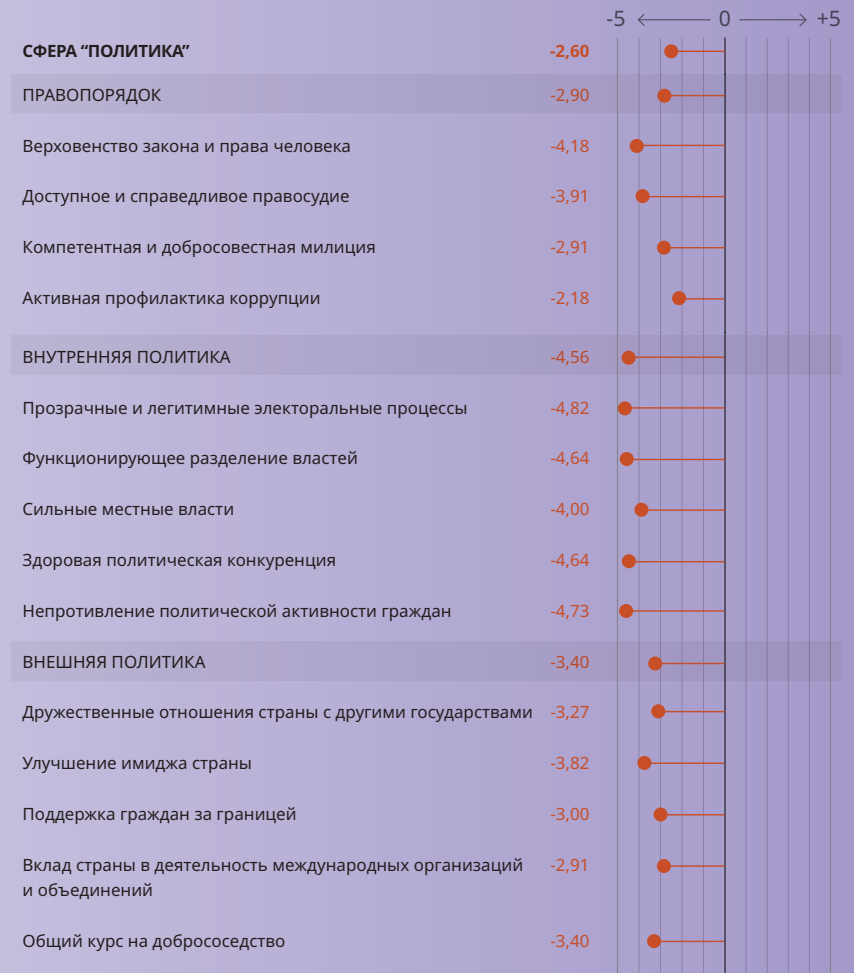 -5 0 +5
СФЕРА “ПОЛИТИКА” -2,60
ПРАВОПОРЯДОК -2,90
Верховенство закона и права человека -4,18
Доступное и справедливое правосудие -3,91
Компетентная и добросовестная милиция -2,91
Активная профилактика коррупции -2,18
ВНУТРЕННЯЯ ПОЛИТИКА -4,56
Прозрачные и легитимные электоральные процессы -4,82
Функционирующее разделение властей -4,64
Сильные местные власти -4,00
Здоровая политическая конкуренция -4,64
Непротивление политической активности граждан -4,73
ВНЕШНЯЯ ПОЛИТИКА -3,40
Дружественные отношения страны с другими государствами -3,27
Улучшение имиджа страны -3,82
Поддержка граждан за границей -3,00
Вклад страны в деятельность международных организаций -2,91
и объединений
Общий курс на добрососедство -3,40